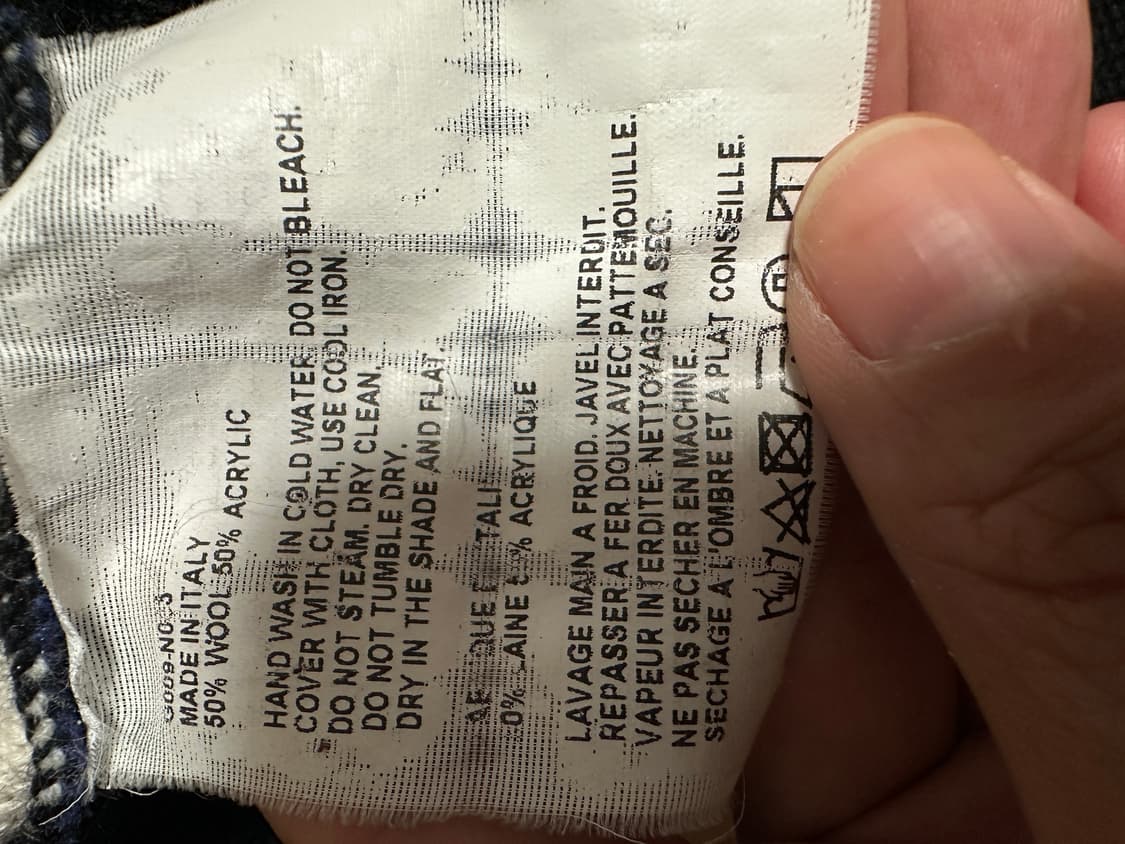 MADE IN ITALY
50% WOOL 50% ACRYLIC
HAND WASH IN COLD WATER DO NOT BLEACH.
COVER WITH CLOTH, USE COOL IRON.
DO NOT STEAM. DRY CLEAN.
DO NOT TUMBLE DRY.
DRY IN THE SHADE AND FLAT.
ACRYLIQUE
LAVAGE MAIN A FROID. JAVEL INTERDIT.
REPASSER A FER DOUX AVEC PATTEMOUILLE.
VAPEUR INTERDITE. NETTOYAGE A SEC.
NE PAS SECHER EN MACHINE.
SECHAGE A L'OMBRE ET A PLAT CONSEILLE.